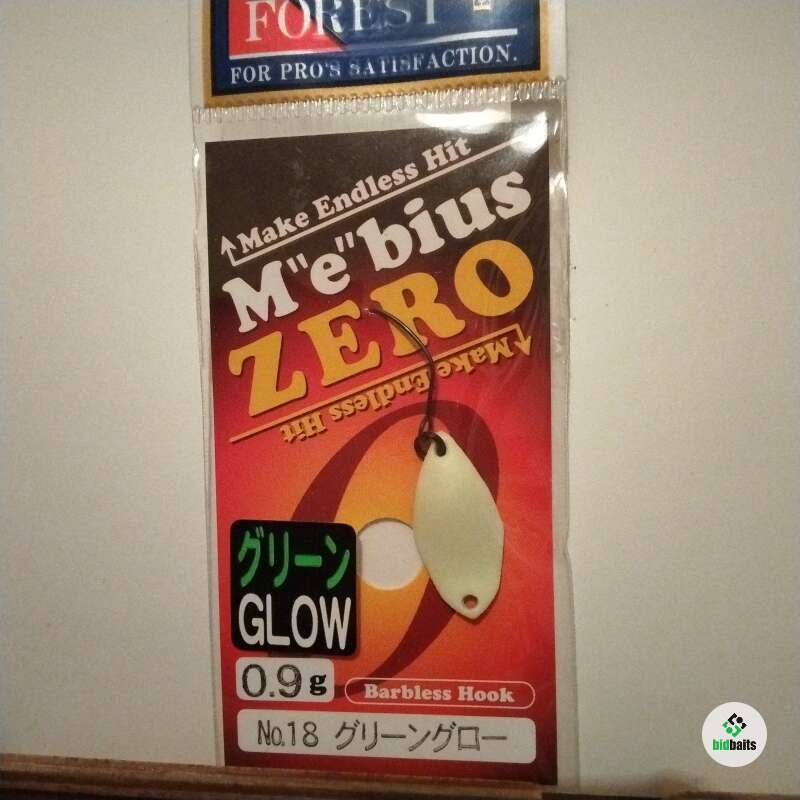 FOREST
FOR PRO'S SATISFACTION.
Make Endless Hit
M"e"bius
ZERO
Make Endless Hit
グリーン
GLOW
0.9g
Barbless Hook
No.18 グリーングロー
bidbaits